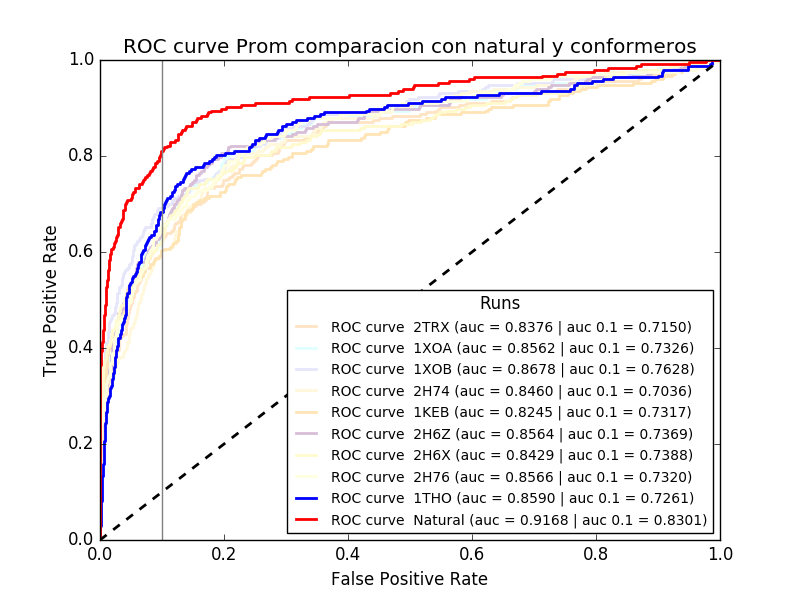 ROC curve Prom comparacion con natural y conformeros
1.0
0.8
0.6
0.4
0.2
0.0
True Positive Rate
Runs
ROC curve 2TRX (auc = 0.8376 | auc 0.1 = 0.7150)
ROC curve 1XOA (auc = 0.8562 | auc 0.1 = 0.7326)
ROC curve 1XOB (auc = 0.8678 | auc 0.1 = 0.7628)
ROC curve 2H74 (auc = 0.8460 | auc 0.1 = 0.7036)
ROC curve 1KEB (auc = 0.8245 | auc 0.1 = 0.7317)
ROC curve 2H6Z (auc = 0.8564 | auc 0.1 = 0.7369)
ROC curve 2H6X (auc = 0.8429 | auc 0.1 = 0.7388)
ROC curve 2H76 (auc = 0.8566 | auc 0.1 = 0.7320)
ROC curve 1THO (auc = 0.8590 | auc 0.1 = 0.7261)
ROC curve Natural (auc = 0.9168 | auc 0.1 = 0.8301)
0.0 0.2 0.4 0.6 0.8 1.0
False Positive Rate